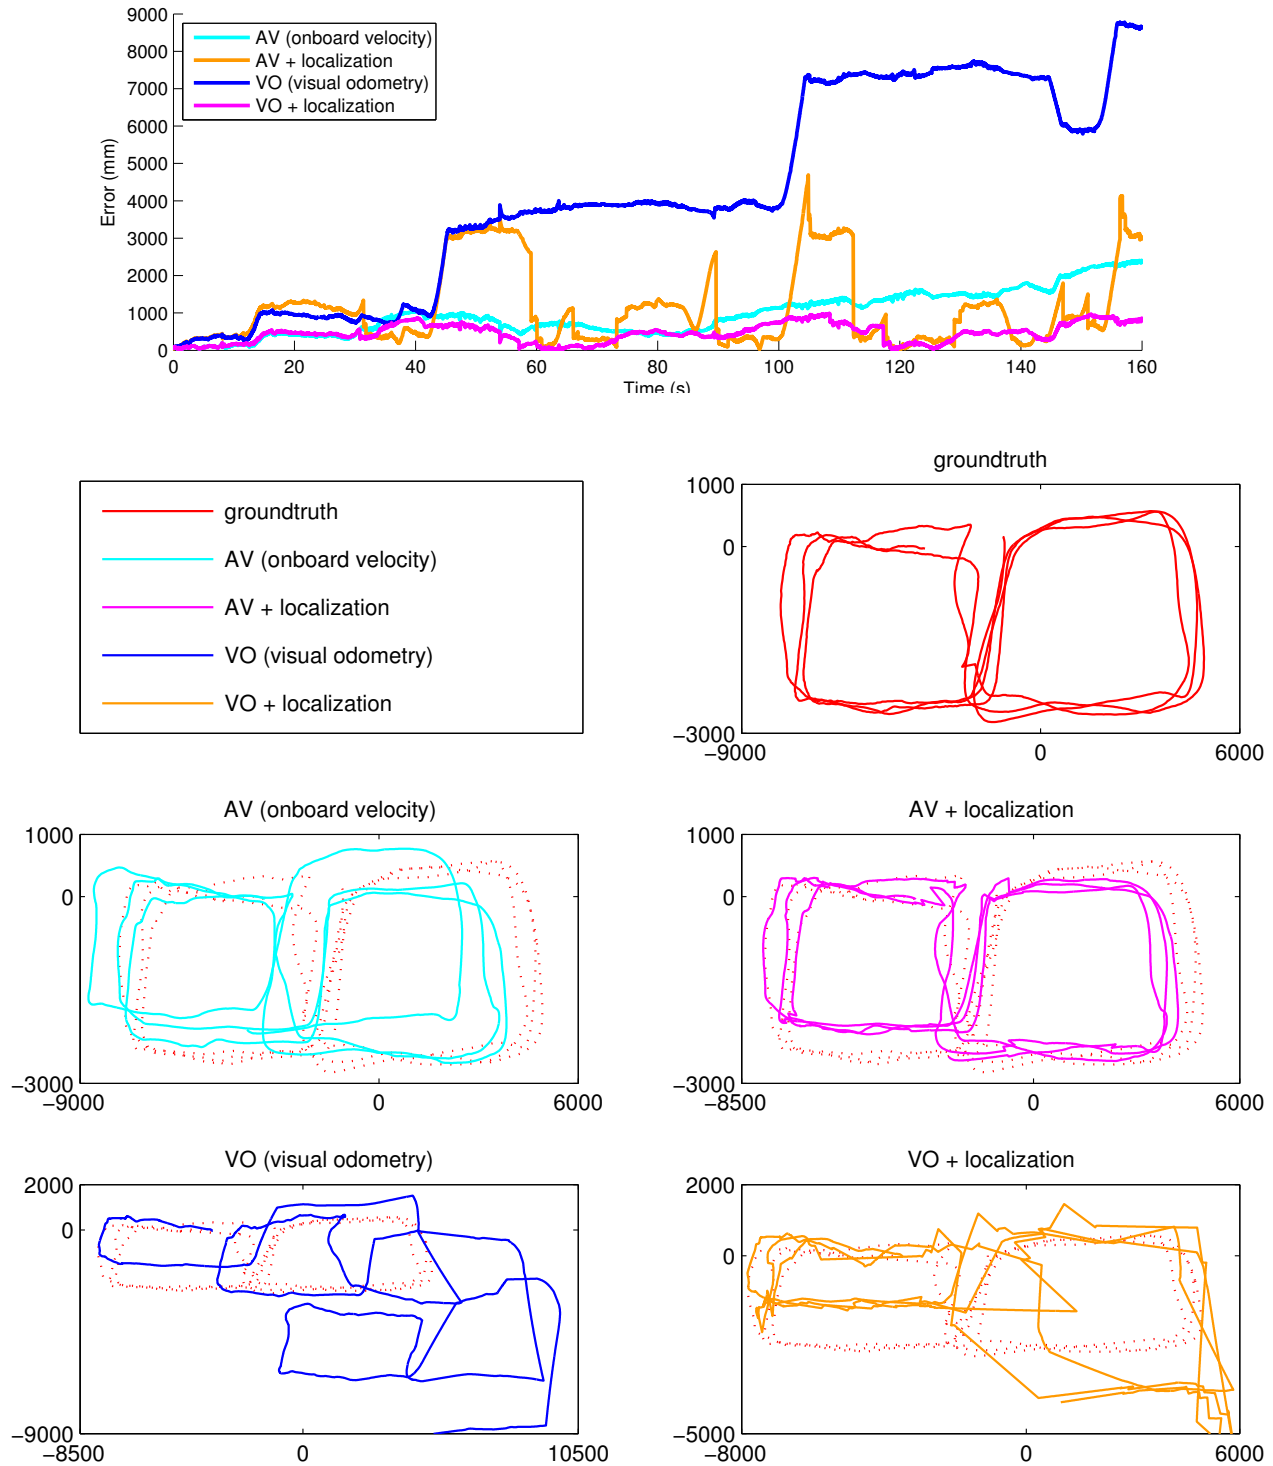 9000
8000
7000
6000
5000
4000
3000
2000
1000
0
Error (mm)
AV (onboard velocity)
AV + localization
VO (visual odometry)
VO + localization
0 20 40 60 80 100 120 140 160
Time (s)
groundtruth
AV (onboard velocity)
AV + localization
VO (visual odometry)
VO + localization
groundtruth
1000
0
−3000
−9000 0 6000
AV (onboard velocity)
1000
0
−3000
−9000 0 6000
AV + localization
1000
0
−3000
−8500 0 6000
VO (visual odometry)
2000
0
−9000
−8500 0 10500
VO + localization
2000
0
−5000
−8000 0 6000